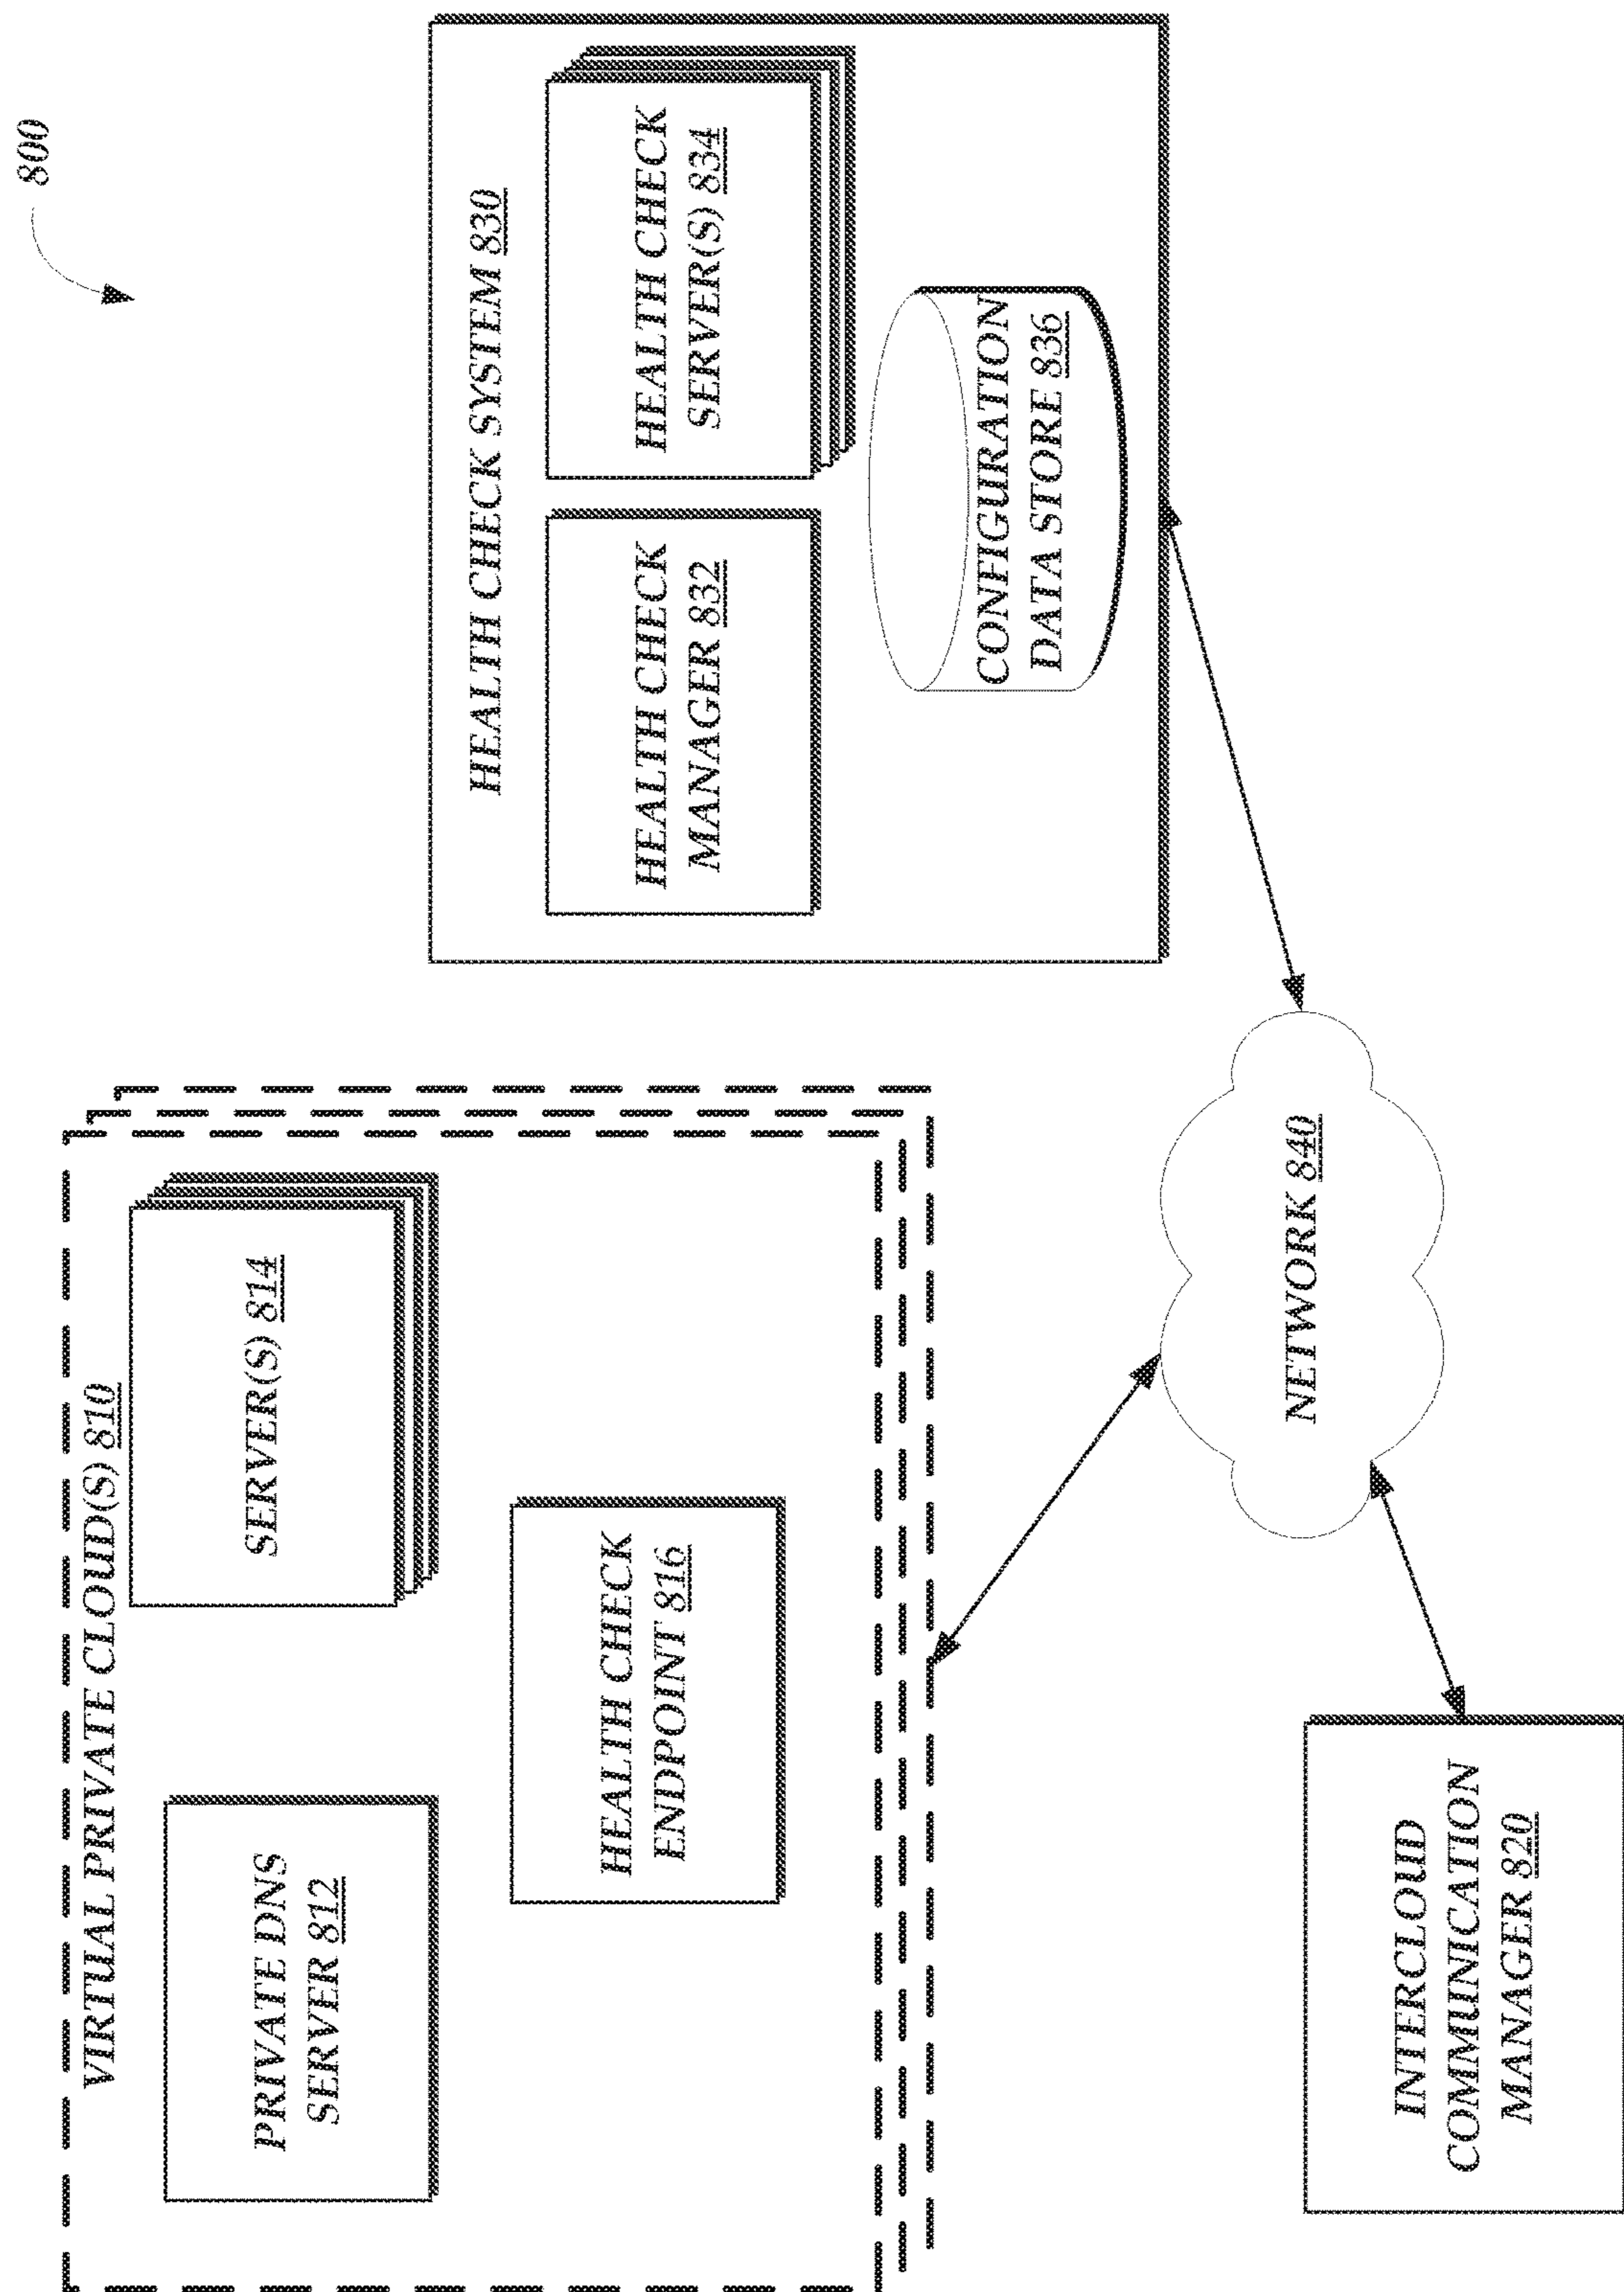 800
VIRTUAL PRIVATE CLOUD(S) 810
PRIVATE DNS
SERVER 812
SERVER(S) 814
HEALTH CHECK
ENDPOINT 816
HEALTH CHECK SYSTEM 830
HEALTH CHECK
MANAGER 832
HEALTH CHECK
SERVER(S) 834
CONFIGURATION
DATA STORE 836
NETWORK 840
INTERCLOUD
COMMUNICATION
MANAGER 820